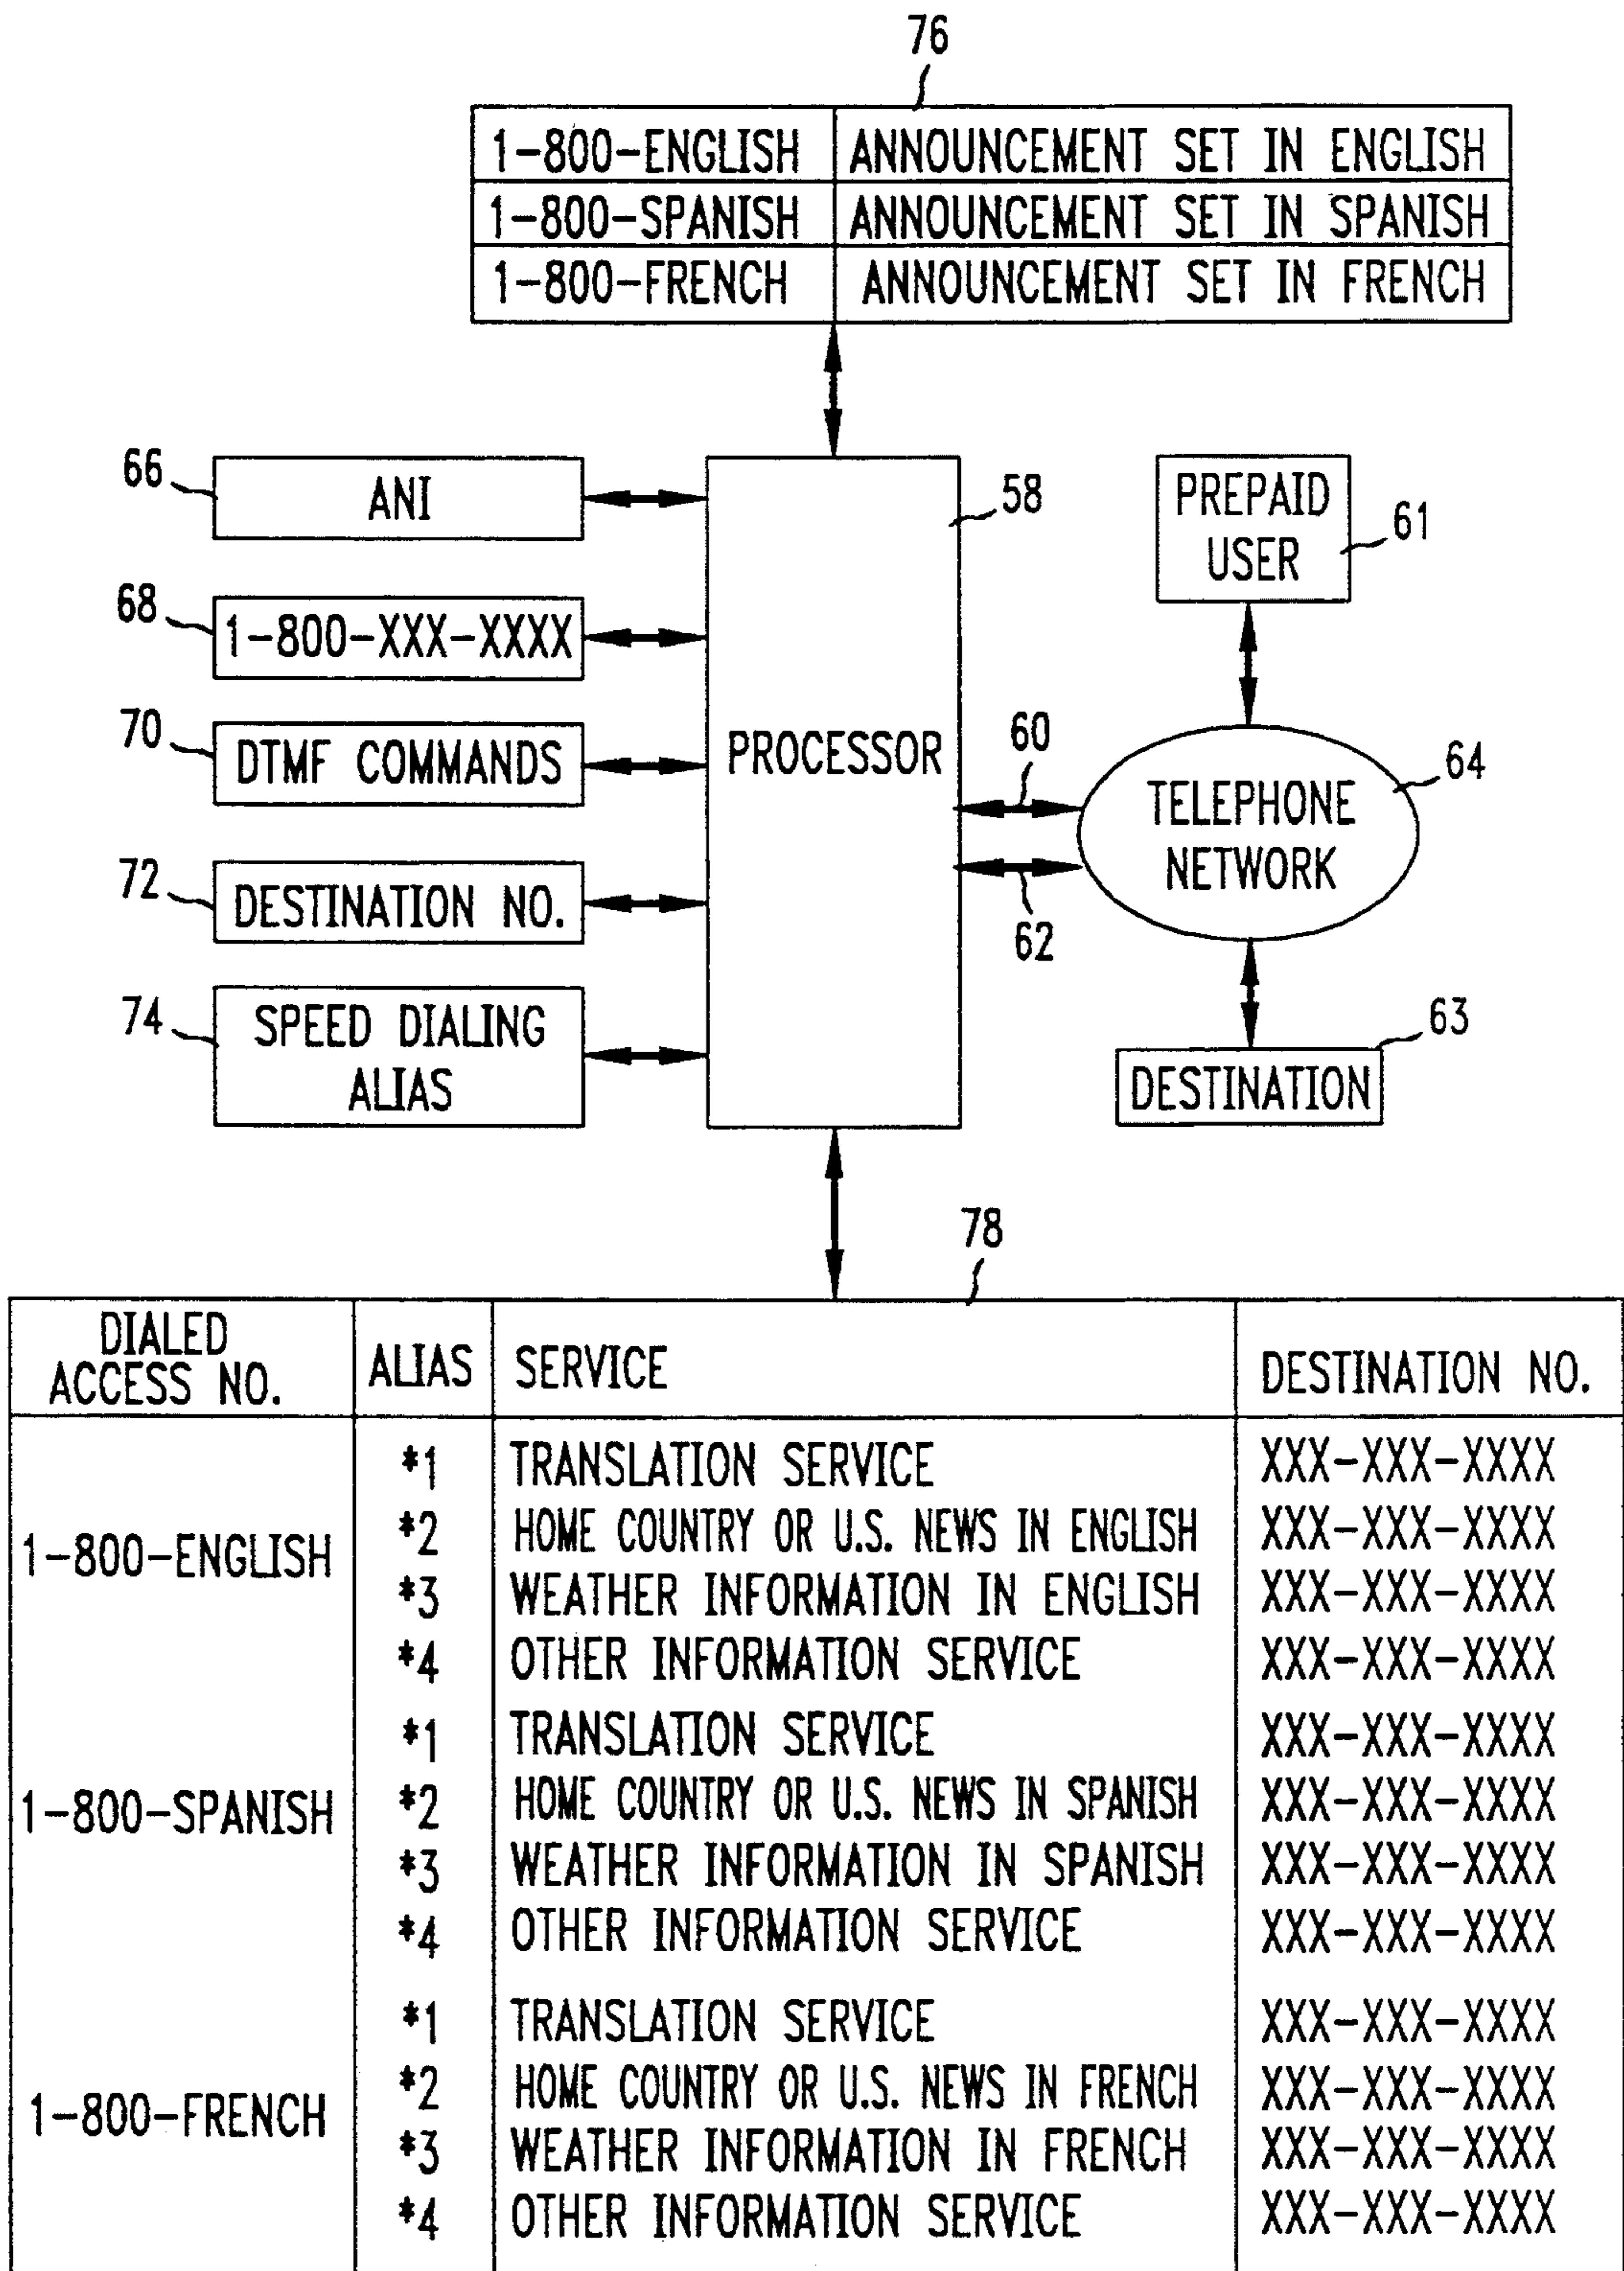 76
1-800-ENGLISH ANNOUNCEMENT SET IN ENGLISH
1-800-SPANISH ANNOUNCEMENT SET IN SPANISH
1-800-FRENCH ANNOUNCEMENT SET IN FRENCH
66
ANI
68
1-800-XXX-XXXX
70
DTMF COMMANDS
72
DESTINATION NO.
74
SPEED DIALING
ALIAS
58
PROCESSOR
PREPAID
USER
61
60
62
TELEPHONE
NETWORK
64
63
DESTINATION
78
DIALED
ACCESS NO.
ALIAS
SERVICE
DESTINATION NO.
1-800-ENGLISH
*1 TRANSLATION SERVICE XXX-XXX-XXXX
*2 HOME COUNTRY OR U.S. NEWS IN ENGLISH XXX-XXX-XXXX
*3 WEATHER INFORMATION IN ENGLISH XXX-XXX-XXXX
*4 OTHER INFORMATION SERVICE XXX-XXX-XXXX
1-800-SPANISH
*1 TRANSLATION SERVICE XXX-XXX-XXXX
*2 HOME COUNTRY OR U.S. NEWS IN SPANISH XXX-XXX-XXXX
*3 WEATHER INFORMATION IN SPANISH XXX-XXX-XXXX
*4 OTHER INFORMATION SERVICE XXX-XXX-XXXX
1-800-FRENCH
*1 TRANSLATION SERVICE XXX-XXX-XXXX
*2 HOME COUNTRY OR U.S. NEWS IN FRENCH XXX-XXX-XXXX
*3 WEATHER INFORMATION IN FRENCH XXX-XXX-XXXX
*4 OTHER INFORMATION SERVICE XXX-XXX-XXXX